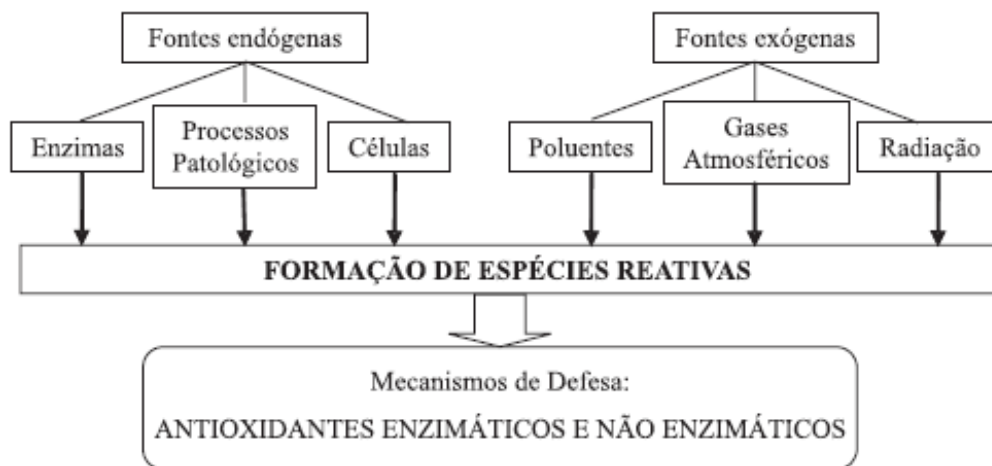 Fontes endógenas
Fontes exógenas
Enzimas
Processos
Patológicos
Células
Poluentes
Gases
Atmosféricos
Radiação
FORMAÇÃO DE ESPÉCIES REATIVAS
Mecanismos de Defesa:
ANTIOXIDANTES ENZIMÁTICOS E NÃO ENZIMÁTICOS